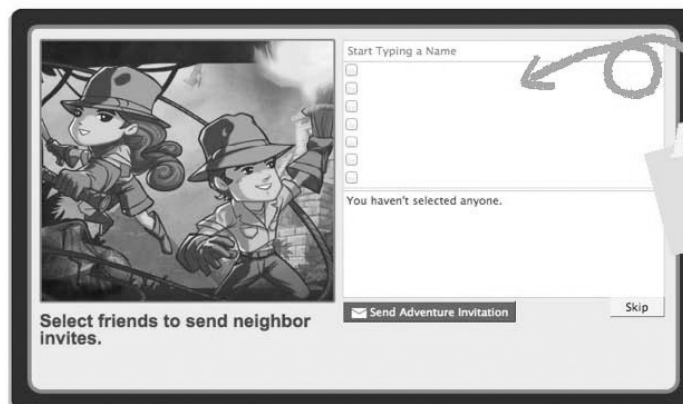 Start Typing a Name
You haven't selected anyone.
Send Adventure Invitation
Skip
Select friends to send neighbor
invites.